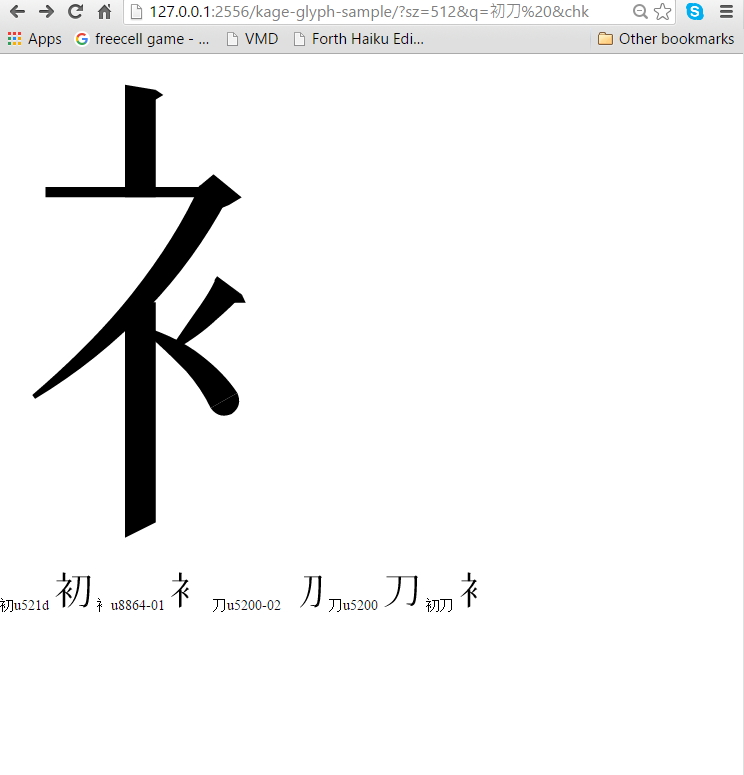 127.0.0.1:2556/kage-glyph-sample/?sz=512&q=初刀%20&chk
Apps freecell game - ... VMD Forth Haiku Edi... Other bookmarks
衤
初u521d 初 衤u8864-01 衤 刀u5200-02 刀 刀u5200 刀 初刀 衤